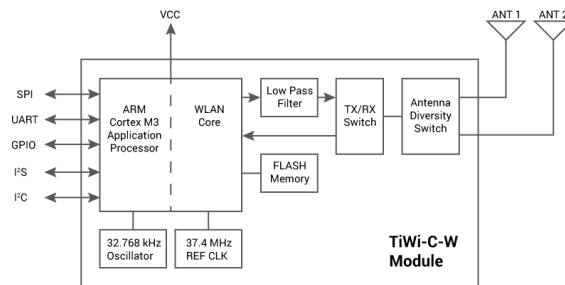 VCC
ANT 1
ANT 2
SPI
UART
GPIO
I²S
I²C
ARM
Cortex M3
Application
Processor
WLAN
Core
Low Pass
Filter
TX/RX
Switch
Antenna
Diversity
Switch
FLASH
Memory
32.768 kHz
Oscillator
37.4 MHz
REF CLK
TiWi-C-W
Module